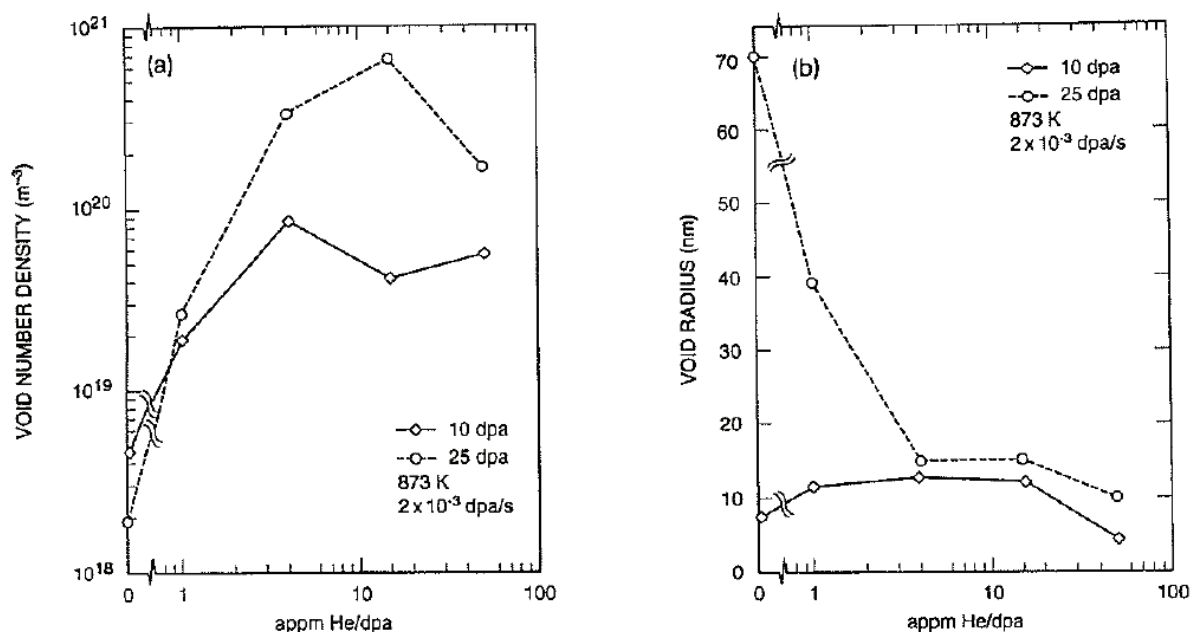 (a)
VOID NUMBER DENSITY (m⁻³)
10²¹
10²⁰
10¹⁹
10¹⁸
10 dpa
25 dpa
873 K
2 x 10⁻³ dpa/s
0 1 10 100
appm He/dpa
(b)
VOID RADIUS (nm)
70
60
50
40
30
20
10
0
10 dpa
25 dpa
873 K
2 x 10⁻³ dpa/s
0 1 10 100
appm He/dpa